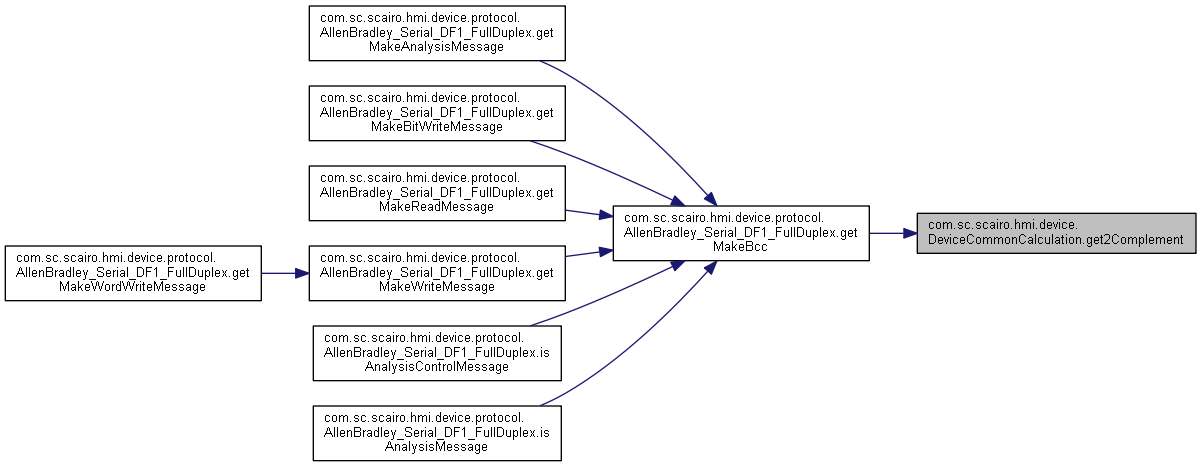 com.sc.scairo.hmi.device.protocol.
AllenBradley_Serial_DF1_FullDuplex.get
MakeAnalysisMessage
com.sc.scairo.hmi.device.protocol.
AllenBradley_Serial_DF1_FullDuplex.get
MakeBitWriteMessage
com.sc.scairo.hmi.device.protocol.
AllenBradley_Serial_DF1_FullDuplex.get
MakeReadMessage
com.sc.scairo.hmi.device.protocol.
AllenBradley_Serial_DF1_FullDuplex.get
MakeBcc
com.sc.scairo.hmi.device.
DeviceCommonCalculation.get2Complement
com.sc.scairo.hmi.device.protocol.
AllenBradley_Serial_DF1_FullDuplex.get
MakeWordWriteMessage
com.sc.scairo.hmi.device.protocol.
AllenBradley_Serial_DF1_FullDuplex.get
MakeWriteMessage
com.sc.scairo.hmi.device.protocol.
AllenBradley_Serial_DF1_FullDuplex.is
AnalysisControlMessage
com.sc.scairo.hmi.device.protocol.
AllenBradley_Serial_DF1_FullDuplex.is
AnalysisMessage